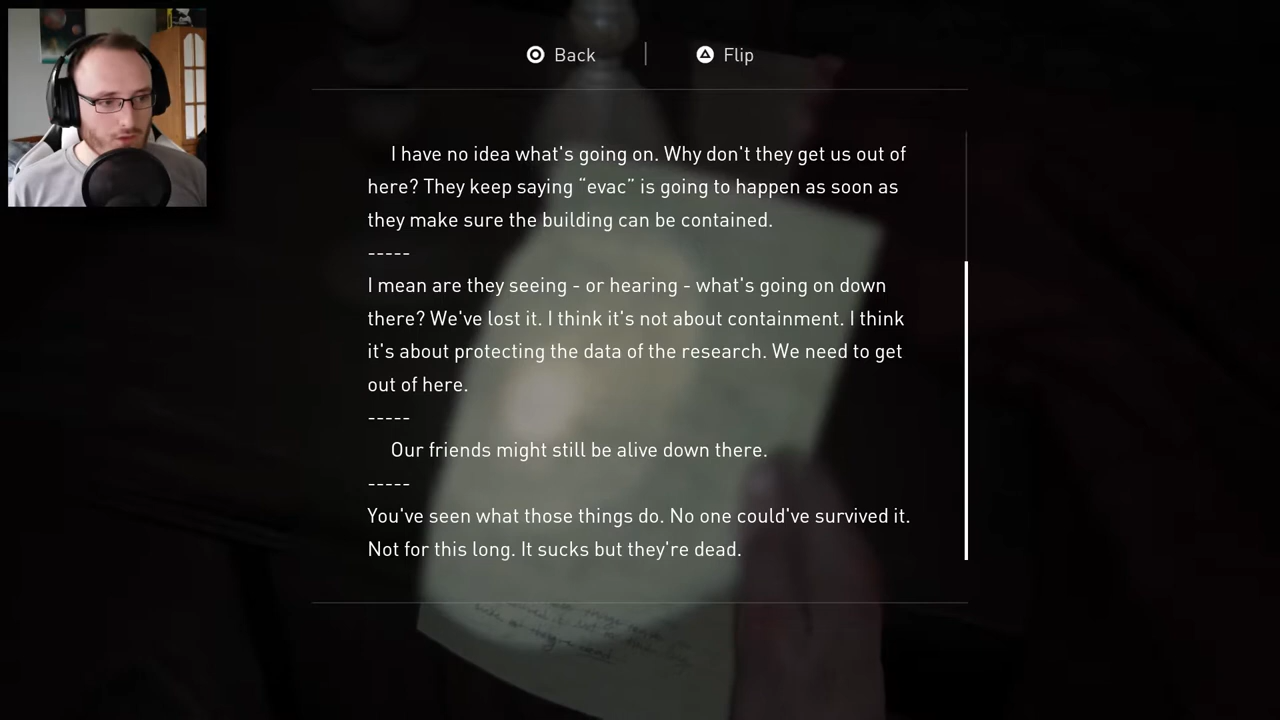 Back
Flip
I have no idea what's going on. Why don't they get us out of
here? They keep saying “evac” is going to happen as soon as
they make sure the building can be contained.
-----
I mean are they seeing - or hearing - what's going on down
there? We've lost it. I think it's not about containment. I think
it's about protecting the data of the research. We need to get
out of here.
-----
Our friends might still be alive down there.
-----
You've seen what those things do. No one could've survived it.
Not for this long. It sucks but they're dead.